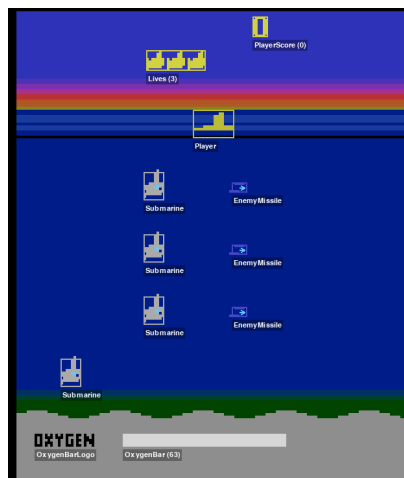 PlayerScore (0)
Lives (3)
Player
Submarine
EnemyMissile
Submarine
EnemyMissile
Submarine
EnemyMissile
Submarine
OXYGEN
OxygenBarLogo
OxygenBar (63)